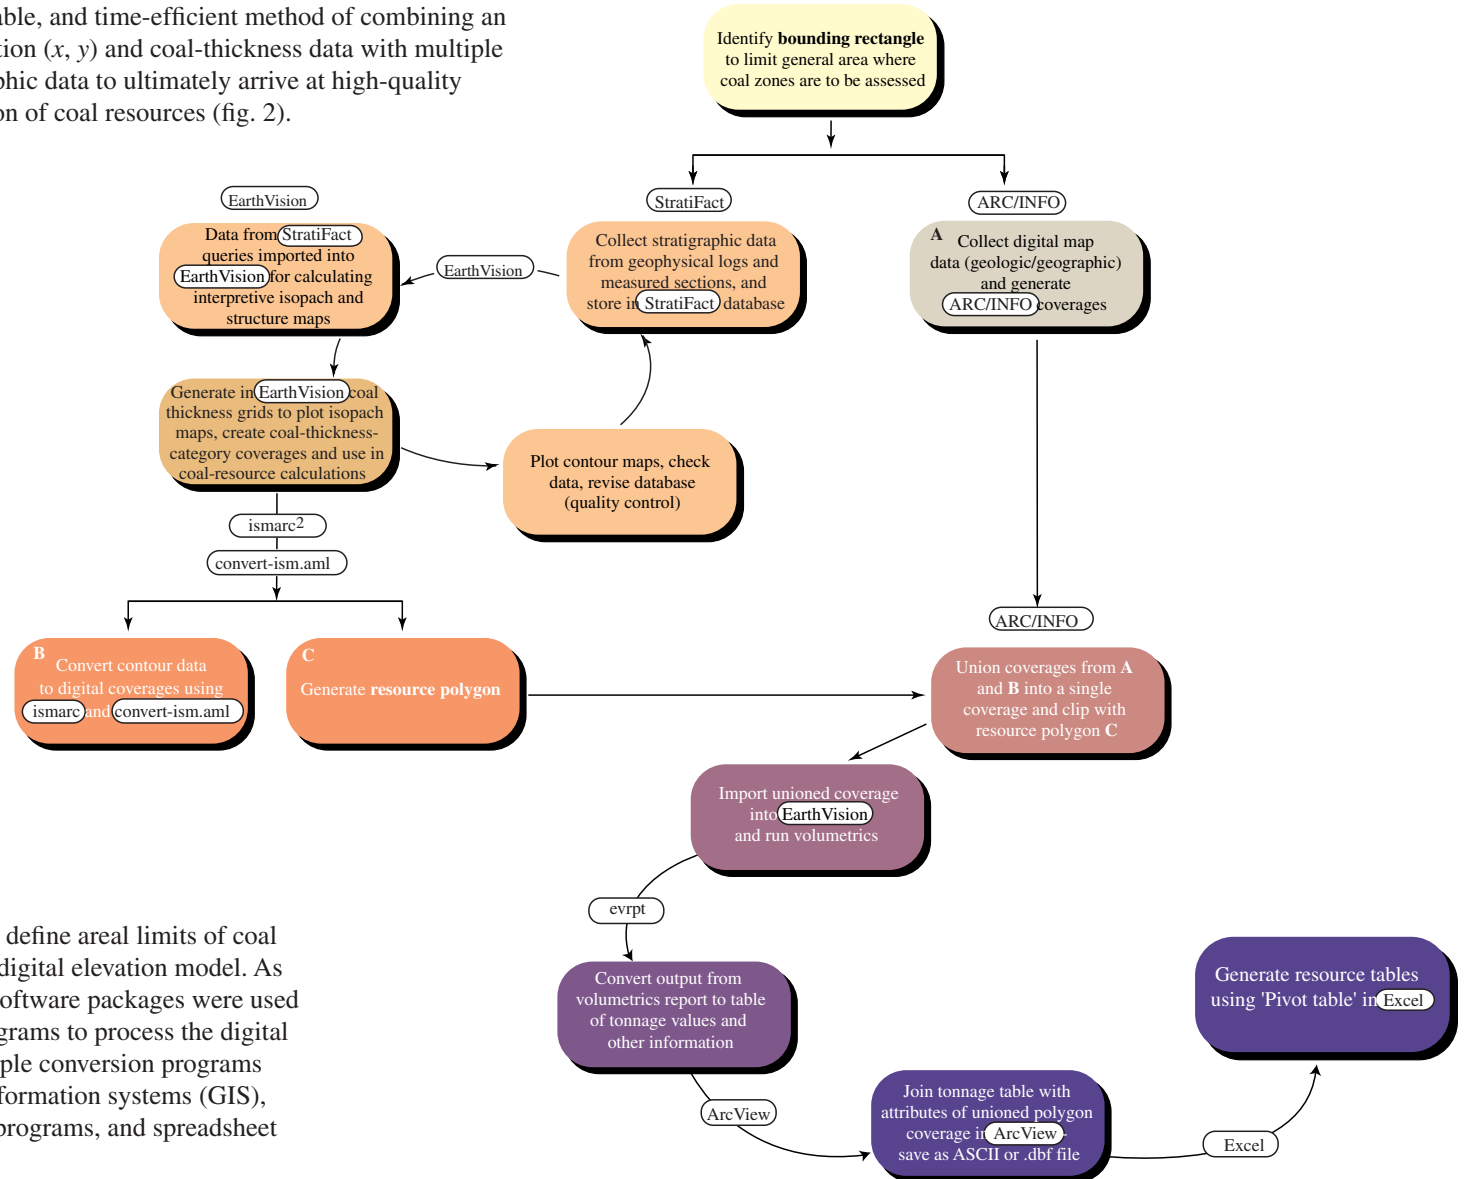 able, and time-efficient method of combining an
tion (x, y) and coal-thickness data with multiple
phic data to ultimately arrive at high-quality
on of coal resources (fig. 2).
Identify bounding rectangle
to limit general area where
coal zones are to be assessed
EarthVision
StratiFact
ARC/INFO
Data from StratiFact
queries imported into
EarthVision for calculating
interpretive isopach and
structure maps
EarthVision
Collect stratigraphic data
from geophysical logs and
measured sections, and
store in StratiFact database
A
Collect digital map
data (geologic/geographic)
and generate
ARC/INFO coverages
Generate in EarthVision coal
thickness grids to plot isopach
maps, create coal-thickness-
category coverages and use in
coal-resource calculations
Plot contour maps, check
data, revise database
(quality control)
ismarc2
convert-ism.aml
B
Convert contour data
to digital coverages using
ismarc and convert-ism.aml
C
Generate resource polygon
ARC/INFO
Union coverages from A
and B into a single
coverage and clip with
resource polygon C
Import unioned coverage
into EarthVision
and run volumetrics
evrpt
Convert output from
volumetrics report to table
of tonnage values and
other information
ArcView
Join tonnage table with
attributes of unioned polygon
coverage in ArcView-
save as ASCII or .dbf file
Excel
Generate resource tables
using 'Pivot table' in Excel
define areal limits of coal
digital elevation model. As
oftware packages were used
grams to process the digital
ple conversion programs
formation systems (GIS),
programs, and spreadsheet